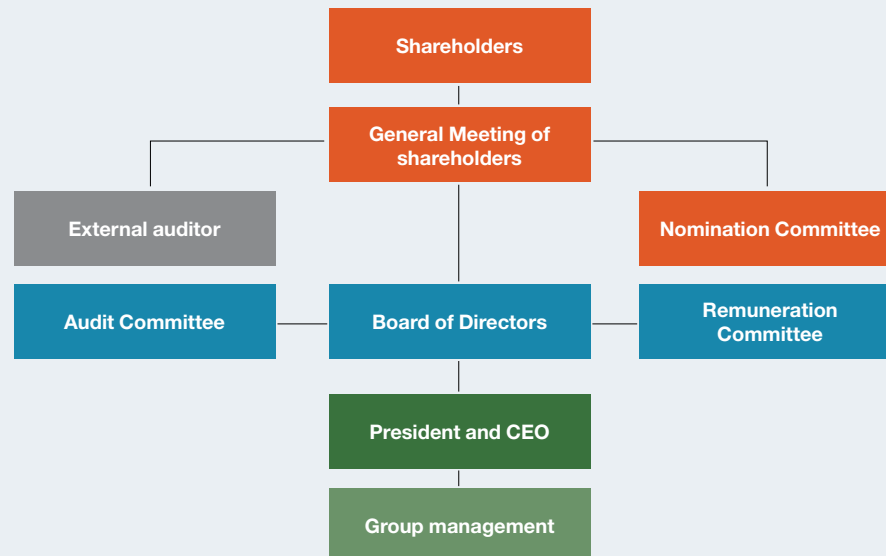 Shareholders
General Meeting of
shareholders
External auditor
Nomination Committee
Audit Committee
Board of Directors
Remuneration
Committee
President and CEO
Group management